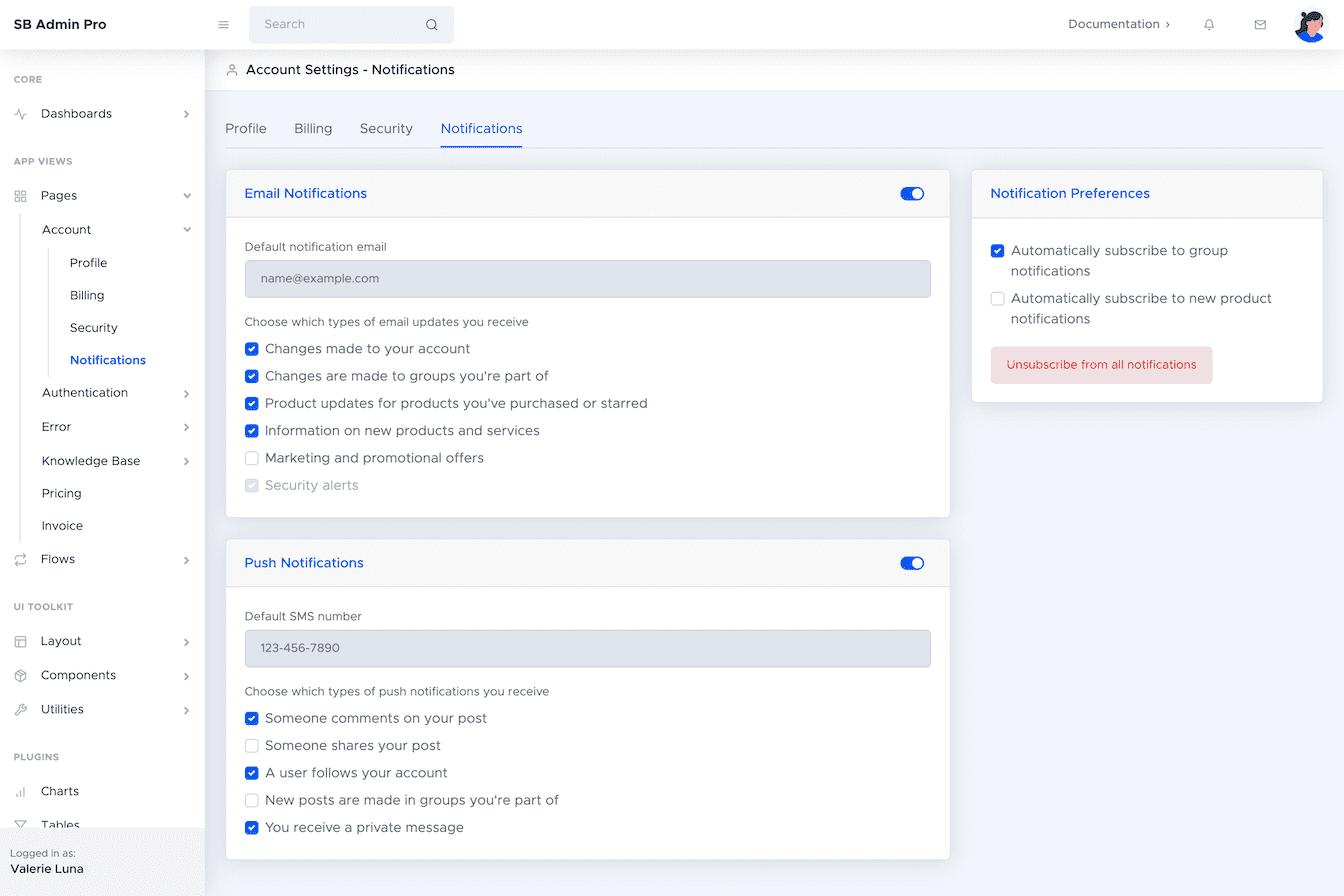 SB Admin Pro
Search
Documentation
CORE
Dashboards
APP VIEWS
Pages
Account
Profile
Billing
Security
Notifications
Authentication
Error
Knowledge Base
Pricing
Invoice
Flows
UI TOOLKIT
Layout
Components
Utilities
PLUGINS
Charts
Tables
Logged in as:
Valerie Luna
Account Settings - Notifications
Profile
Billing
Security
Notifications
Email Notifications
Default notification email
name@example.com
Choose which types of email updates you receive
Changes made to your account
Changes are made to groups you're part of
Product updates for products you've purchased or starred
Information on new products and services
Marketing and promotional offers
Security alerts
Push Notifications
Default SMS number
123-456-7890
Choose which types of push notifications you receive
Someone comments on your post
Someone shares your post
A user follows your account
New posts are made in groups you're part of
You receive a private message
Notification Preferences
Automatically subscribe to group
notifications
Automatically subscribe to new product
notifications
Unsubscribe from all notifications